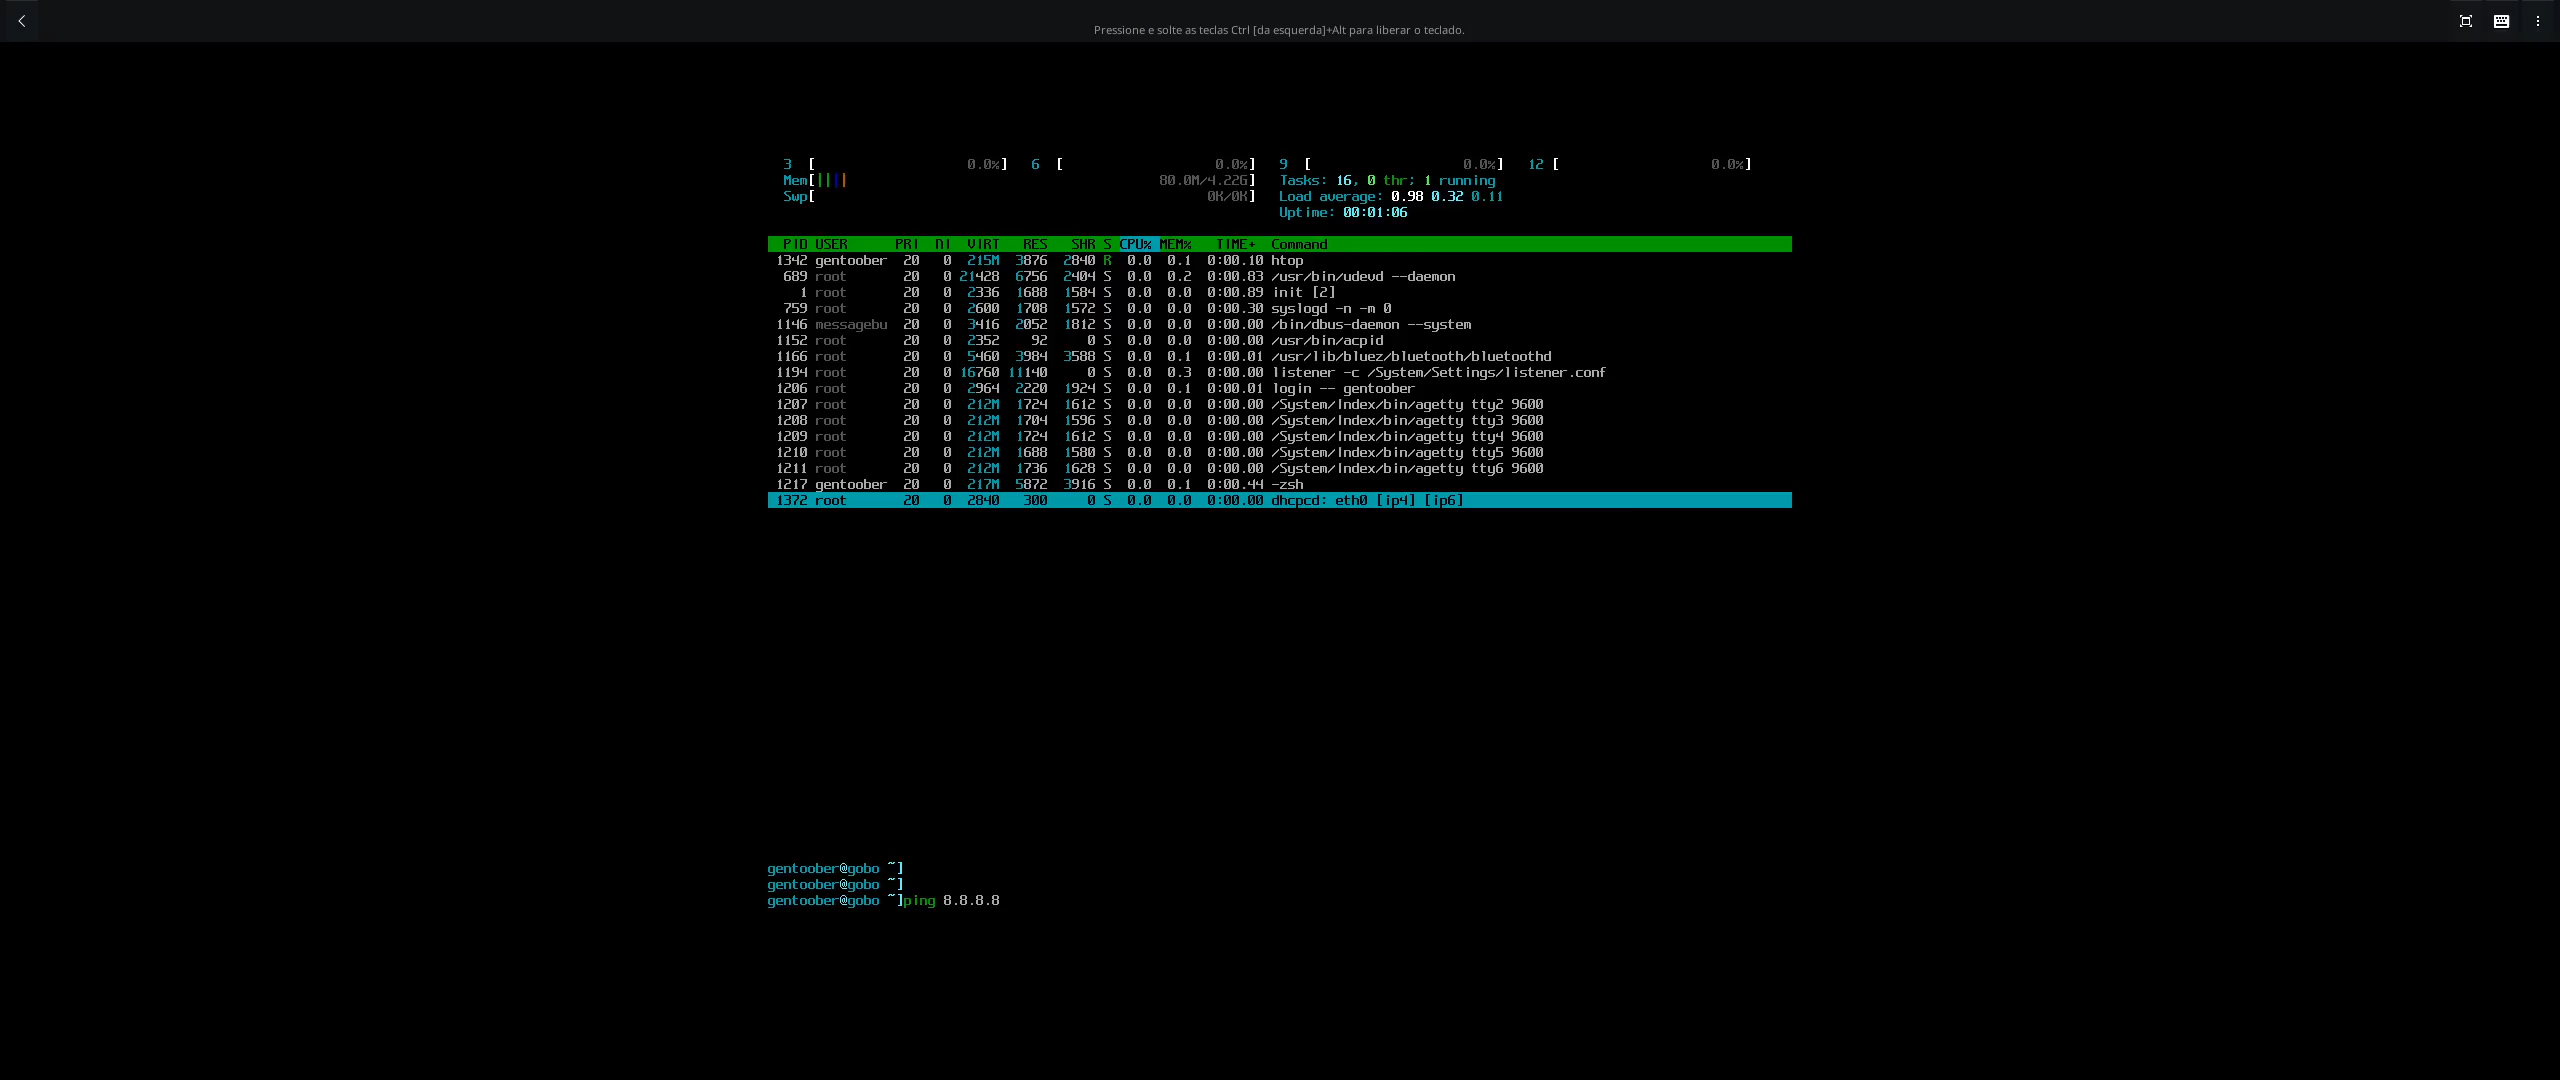 Pressione e solte as teclas Ctrl [da esquerda]+Alt para liberar o teclado.
3 [ 0.0%] 6 [ 0.0%] 9 [ 0.0%] 12 [ 0.0%]
Mem[|||| 80.0M/4.22G] Tasks: 16, 0 thr; 1 running
Swp[ 0K/0K] Load average: 0.98 0.32 0.11
Uptime: 00:01:06
PID USER PRI NI VIRT RES SHR S CPU% MEM% TIME+ Command
1342 gentoober 20 0 215M 3876 2840 R 0.0 0.1 0:00.10 htop
689 root 20 0 21428 6756 2404 S 0.0 0.2 0:00.83 /usr/bin/udevd --daemon
1 root 20 0 2336 1688 1584 S 0.0 0.0 0:00.89 init [2]
759 root 20 0 2600 1708 1572 S 0.0 0.0 0:00.30 syslogd -n -m 0
1146 messagebu 20 0 3416 2052 1812 S 0.0 0.0 0:00.00 /bin/dbus-daemon --system
1152 root 20 0 2352 92 0 S 0.0 0.0 0:00.00 /usr/bin/acpid
1166 root 20 0 5460 3984 3588 S 0.0 0.1 0:00.01 /usr/lib/bluez/bluetooth/bluetoothd
1194 root 20 0 16760 11140 0 S 0.0 0.3 0:00.00 listener -c /System/Settings/listener.conf
1206 root 20 0 2964 2220 1924 S 0.0 0.1 0:00.01 login -- gentoober
1207 root 20 0 212M 1724 1612 S 0.0 0.0 0:00.00 /System/Index/bin/agetty tty2 9600
1208 root 20 0 212M 1704 1596 S 0.0 0.0 0:00.00 /System/Index/bin/agetty tty3 9600
1209 root 20 0 212M 1724 1612 S 0.0 0.0 0:00.00 /System/Index/bin/agetty tty4 9600
1210 root 20 0 212M 1688 1580 S 0.0 0.0 0:00.00 /System/Index/bin/agetty tty5 9600
1211 root 20 0 212M 1736 1628 S 0.0 0.0 0:00.00 /System/Index/bin/agetty tty6 9600
1217 gentoober 20 0 217M 5872 3916 S 0.0 0.1 0:00.44 -zsh
1372 root 20 0 2840 300 0 S 0.0 0.0 0:00.00 dhcpcd: eth0 [ip4] [ip6]
gentoober@gobo ~]
gentoober@gobo ~]
gentoober@gobo ~]ping 8.8.8.8